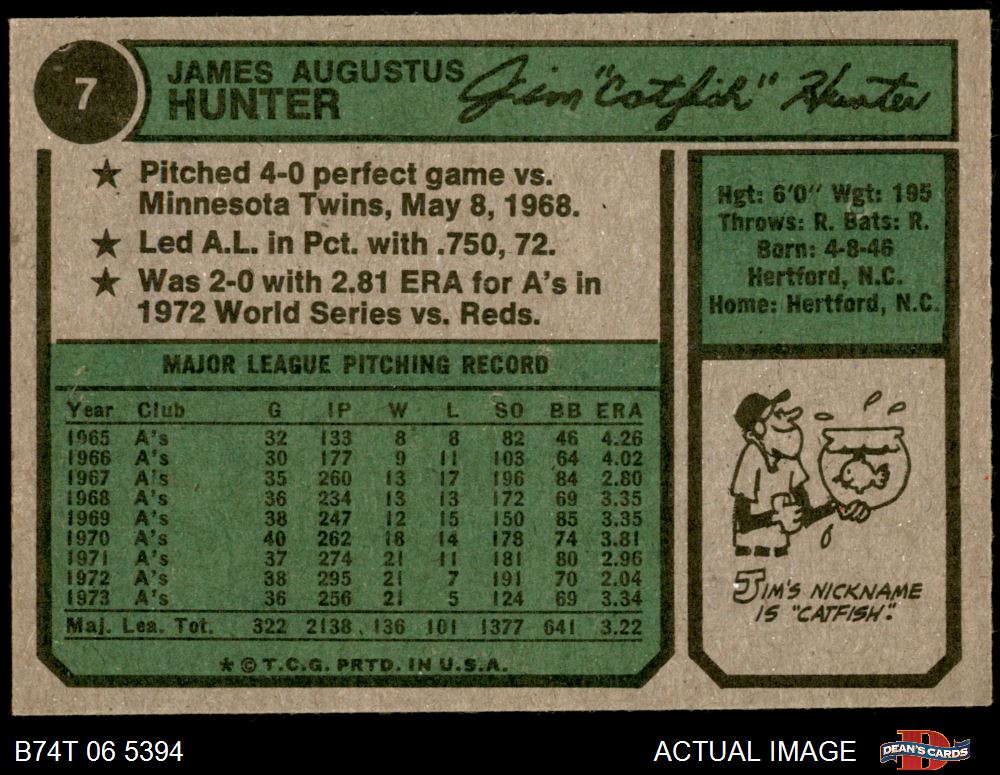 7
JAMES AUGUSTUS
HUNTER
Jim "Catfish" Hunter
★ Pitched 4-0 perfect game vs.
Minnesota Twins, May 8, 1968.
★ Led A.L. in Pct. with .750, 72.
★ Was 2-0 with 2.81 ERA for A's in
1972 World Series vs. Reds.
Hgt: 6'0" Wgt: 195
Throws: R. Bats: R.
Born: 4-8-46
Hertford, N.C.
Home: Hertford, N.C.
MAJOR LEAGUE PITCHING RECORD
Year Club G IP W L SO BB ERA
1965 A's 32 133 8 8 82 46 4.26
1966 A's 30 177 9 11 103 64 4.02
1967 A's 35 260 13 17 196 84 2.80
1968 A's 36 234 13 13 172 69 3.35
1969 A's 38 247 12 15 150 85 3.35
1970 A's 40 262 18 14 178 74 3.81
1971 A's 37 274 21 11 181 80 2.96
1972 A's 38 295 21 7 191 70 2.04
1973 A's 36 256 21 5 124 69 3.34
Maj. Lea. Tot. 322 2138 136 101 1377 641 3.22
★ © T.C.G. PRTD. IN U.S.A.
JIM'S NICKNAME
IS "CATFISH."
B74T 06 5394
ACTUAL IMAGE
DEAN'S CARDS